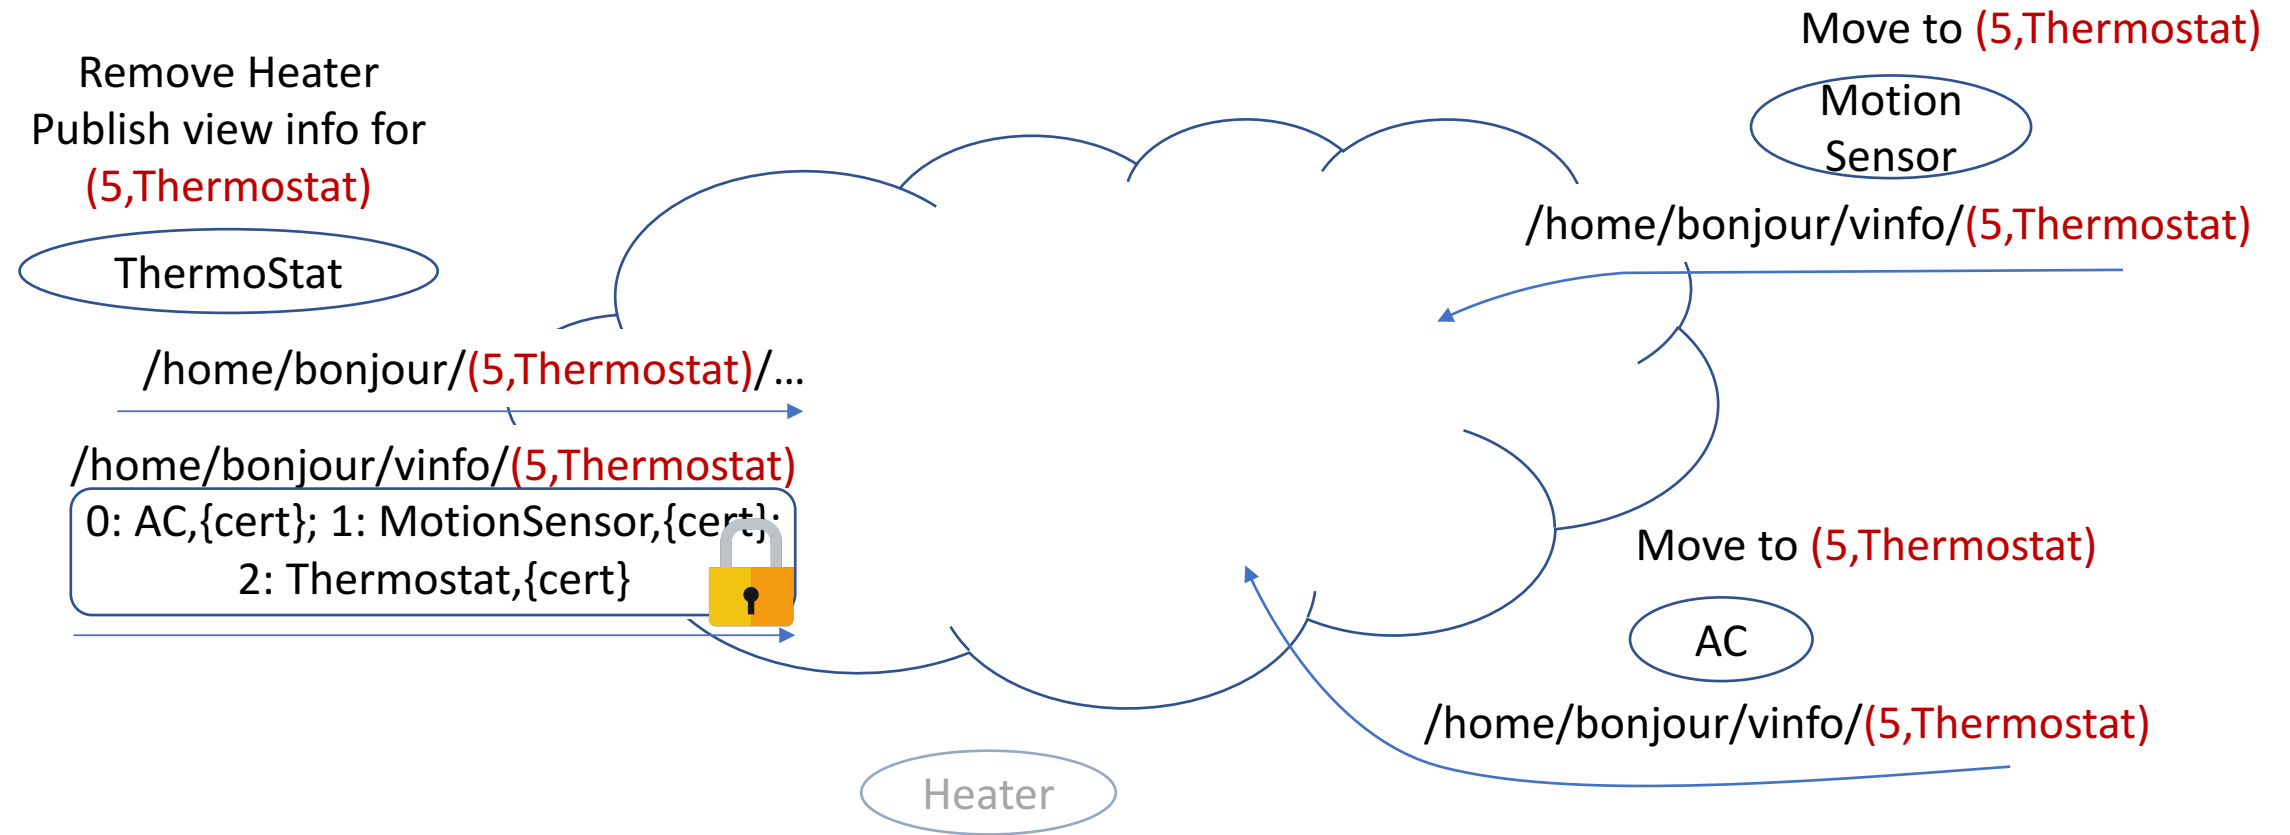 Remove Heater
Publish view info for
(5,Thermostat)
ThermoStat
/home/bonjour/(5,Thermostat)/...
/home/bonjour/vinfo/(5,Thermostat)
0: AC,{cert}; 1: MotionSensor,{cert};
2: Thermostat,{cert}
Move to (5,Thermostat)
Motion
Sensor
/home/bonjour/vinfo/(5,Thermostat)
Move to (5,Thermostat)
AC
/home/bonjour/vinfo/(5,Thermostat)
Heater